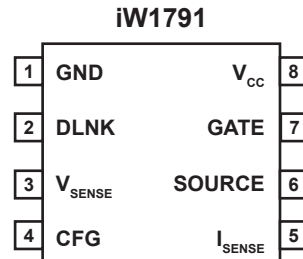 iW1791
1 GND V_CC 8
2 DLNK GATE 7
3 V_SENSE SOURCE 6
4 CFG I_SENSE 5